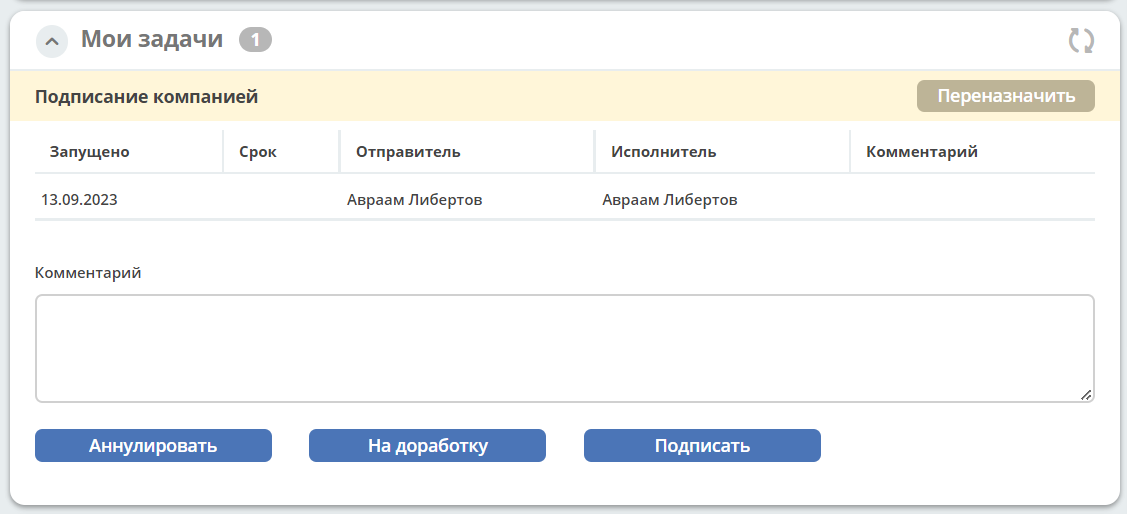 Мои задачи 1
Подписание компанией Переназначить
Запущено Срок Отправитель Исполнитель Комментарий
13.09.2023 Авраам Либертов Авраам Либертов
Комментарий
Аннулировать На доработку Подписать